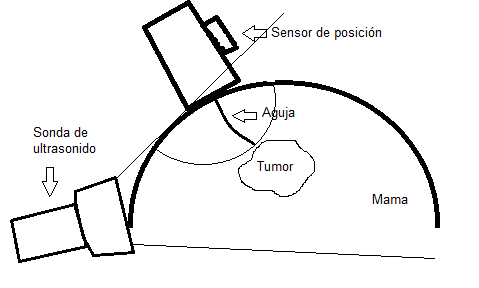 Sensor de posición
Aguja
Sonda de
ultrasonido
Tumor
Mama